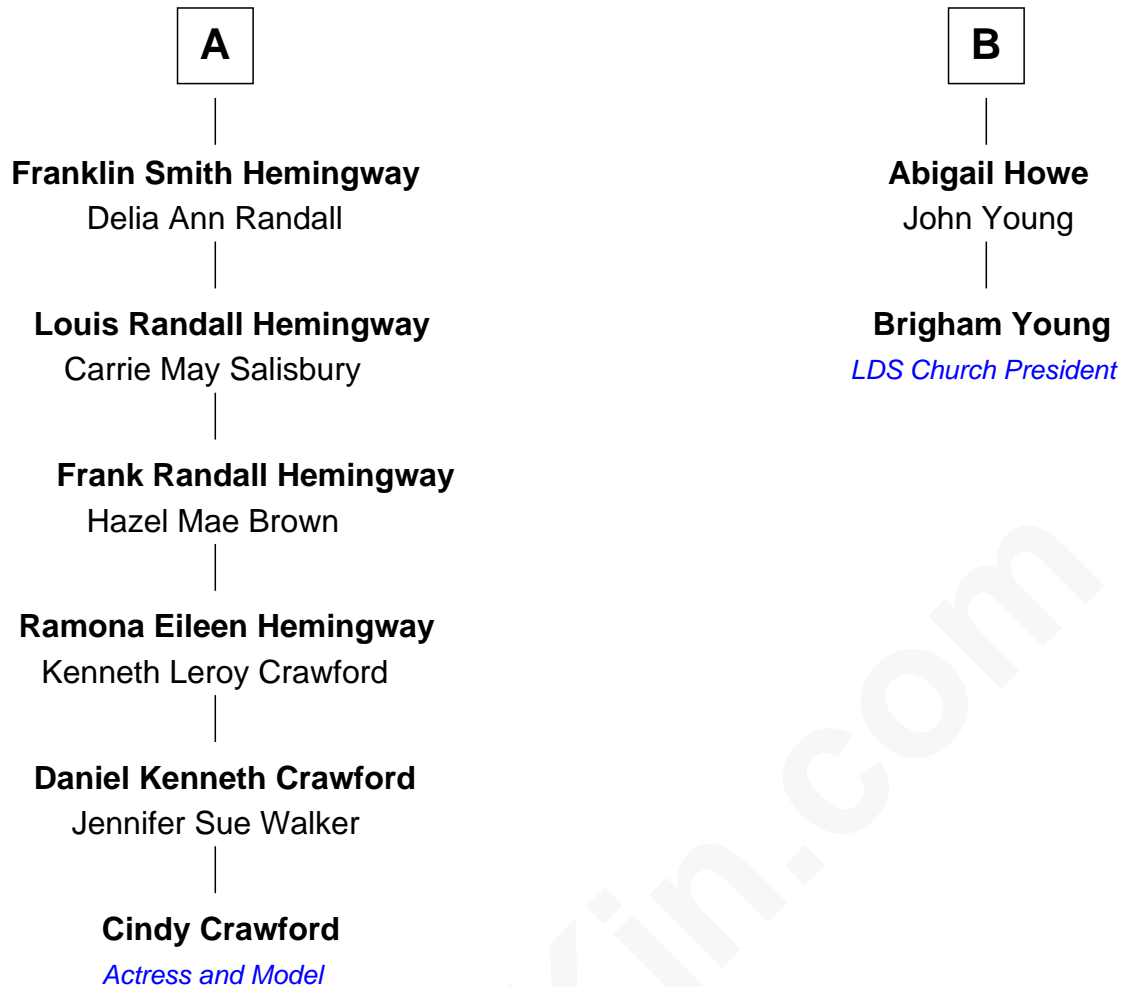 A
Franklin Smith Hemingway
Delia Ann Randall
Louis Randall Hemingway
Carrie May Salisbury
Frank Randall Hemingway
Hazel Mae Brown
Ramona Eileen Hemingway
Kenneth Leroy Crawford
Daniel Kenneth Crawford
Jennifer Sue Walker
Cindy Crawford
Actress and Model
B
Abigail Howe
John Young
Brigham Young
LDS Church President
in.com